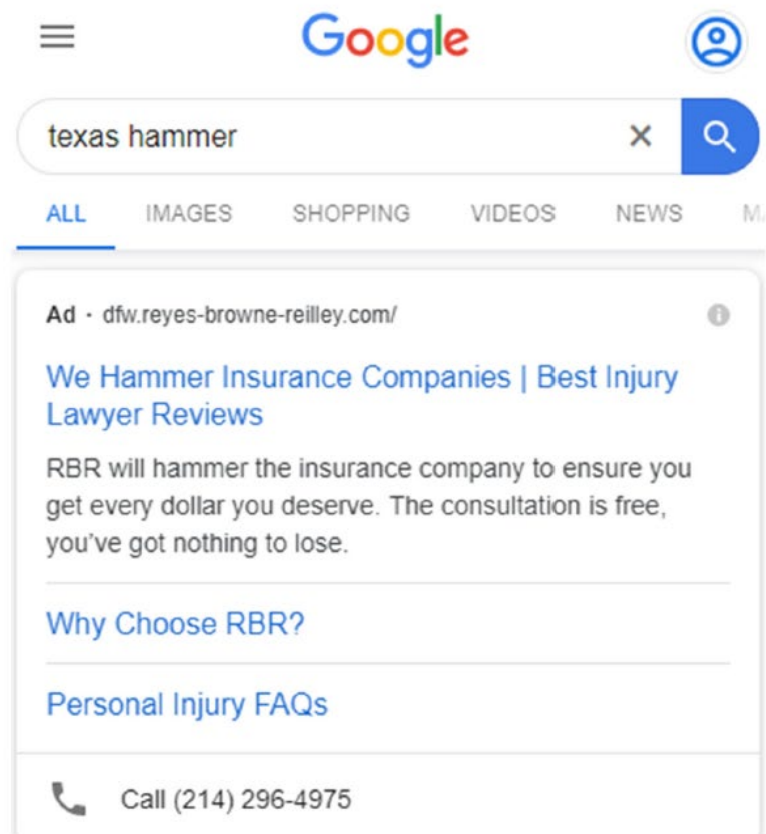 Google
texas hammer
ALL IMAGES SHOPPING VIDEOS NEWS
Ad · dfw.reyes-browne-reilley.com/
We Hammer Insurance Companies | Best Injury
Lawyer Reviews
RBR will hammer the insurance company to ensure you
get every dollar you deserve. The consultation is free,
you've got nothing to lose.
Why Choose RBR?
Personal Injury FAQs
Call (214) 296-4975